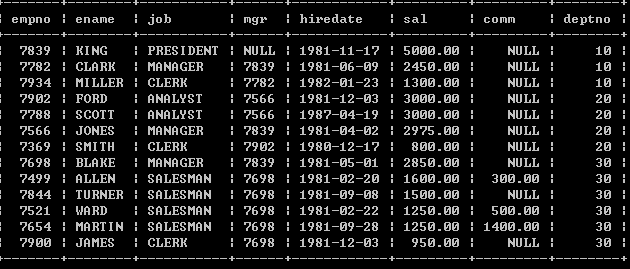 empno | ename | job | mgr | hiredate | sal | comm | deptno
7839 | KING | PRESIDENT | NULL | 1981-11-17 | 5000.00 | NULL | 10
7782 | CLARK | MANAGER | 7839 | 1981-06-09 | 2450.00 | NULL | 10
7934 | MILLER | CLERK | 7782 | 1982-01-23 | 1300.00 | NULL | 10
7902 | FORD | ANALYST | 7566 | 1981-12-03 | 3000.00 | NULL | 20
7788 | SCOTT | ANALYST | 7566 | 1987-04-19 | 3000.00 | NULL | 20
7566 | JONES | MANAGER | 7839 | 1981-04-02 | 2975.00 | NULL | 20
7369 | SMITH | CLERK | 7902 | 1980-12-17 | 800.00 | NULL | 20
7698 | BLAKE | MANAGER | 7839 | 1981-05-01 | 2850.00 | NULL | 30
7499 | ALLEN | SALESMAN | 7698 | 1981-02-20 | 1600.00 | 300.00 | 30
7844 | TURNER | SALESMAN | 7698 | 1981-09-08 | 1500.00 | NULL | 30
7521 | WARD | SALESMAN | 7698 | 1981-02-22 | 1250.00 | 500.00 | 30
7654 | MARTIN | SALESMAN | 7698 | 1981-09-28 | 1250.00 | 1400.00 | 30
7900 | JAMES | CLERK | 7698 | 1981-12-03 | 950.00 | NULL | 30